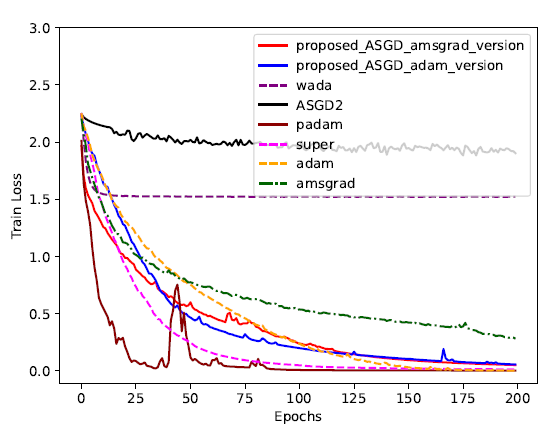 3.0
2.5
2.0
1.5
1.0
0.5
0.0
Train Loss
proposed_ASGD_amsgrad_version
proposed_ASGD_adam_version
wada
ASGD2
padam
super
adam
amsgrad
0 25 50 75 100 125 150 175 200
Epochs